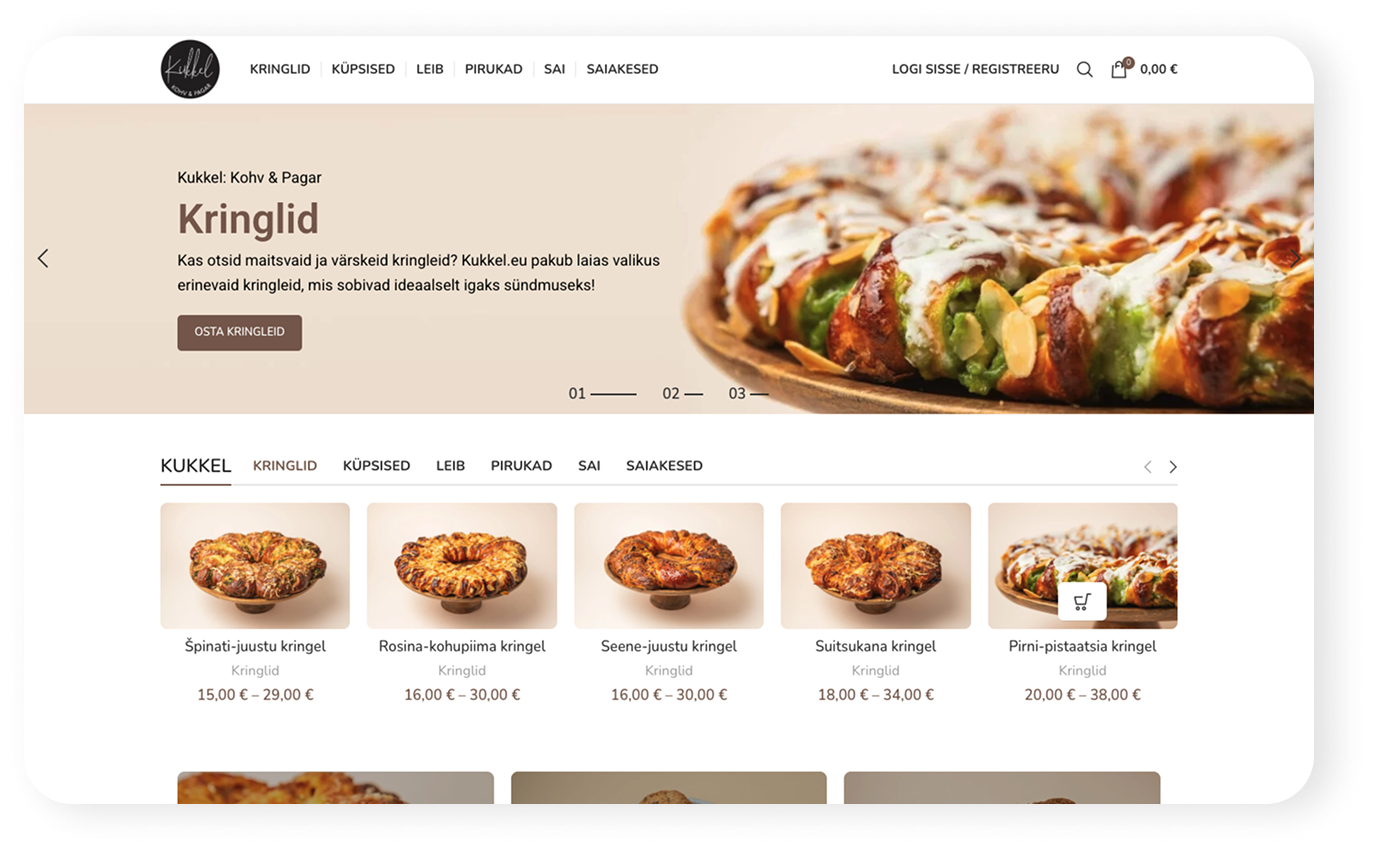 Kukkel
KOHV & PAGAR
KRINGLID
KÜPSISED
LEIB
PIRUKAD
SAI
SAIAKESED
LOGI SISSE / REGISTREERU
0
0,00 €
Kukkel: Kohv & Pagar
Kringlid
Kas otsid maitsvaid ja värskeid kringleid? Kukkel.eu pakub laias valikus
erinevaid kringleid, mis sobivad ideaalselt igaks sündmuseks!
OSTA KRINGLEID
01
02
03
KUKKEL
KRINGLID
KÜPSISED
LEIB
PIRUKAD
SAI
SAIAKESED
Špinati-juustu kringel
Kringlid
15,00 € – 29,00 €
Rosina-kohupiima kringel
Kringlid
16,00 € – 30,00 €
Seene-juustu kringel
Kringlid
16,00 € – 30,00 €
Suitsukana kringel
Kringlid
18,00 € – 34,00 €
Pirni-pistaatsia kringel
Kringlid
20,00 € – 38,00 €